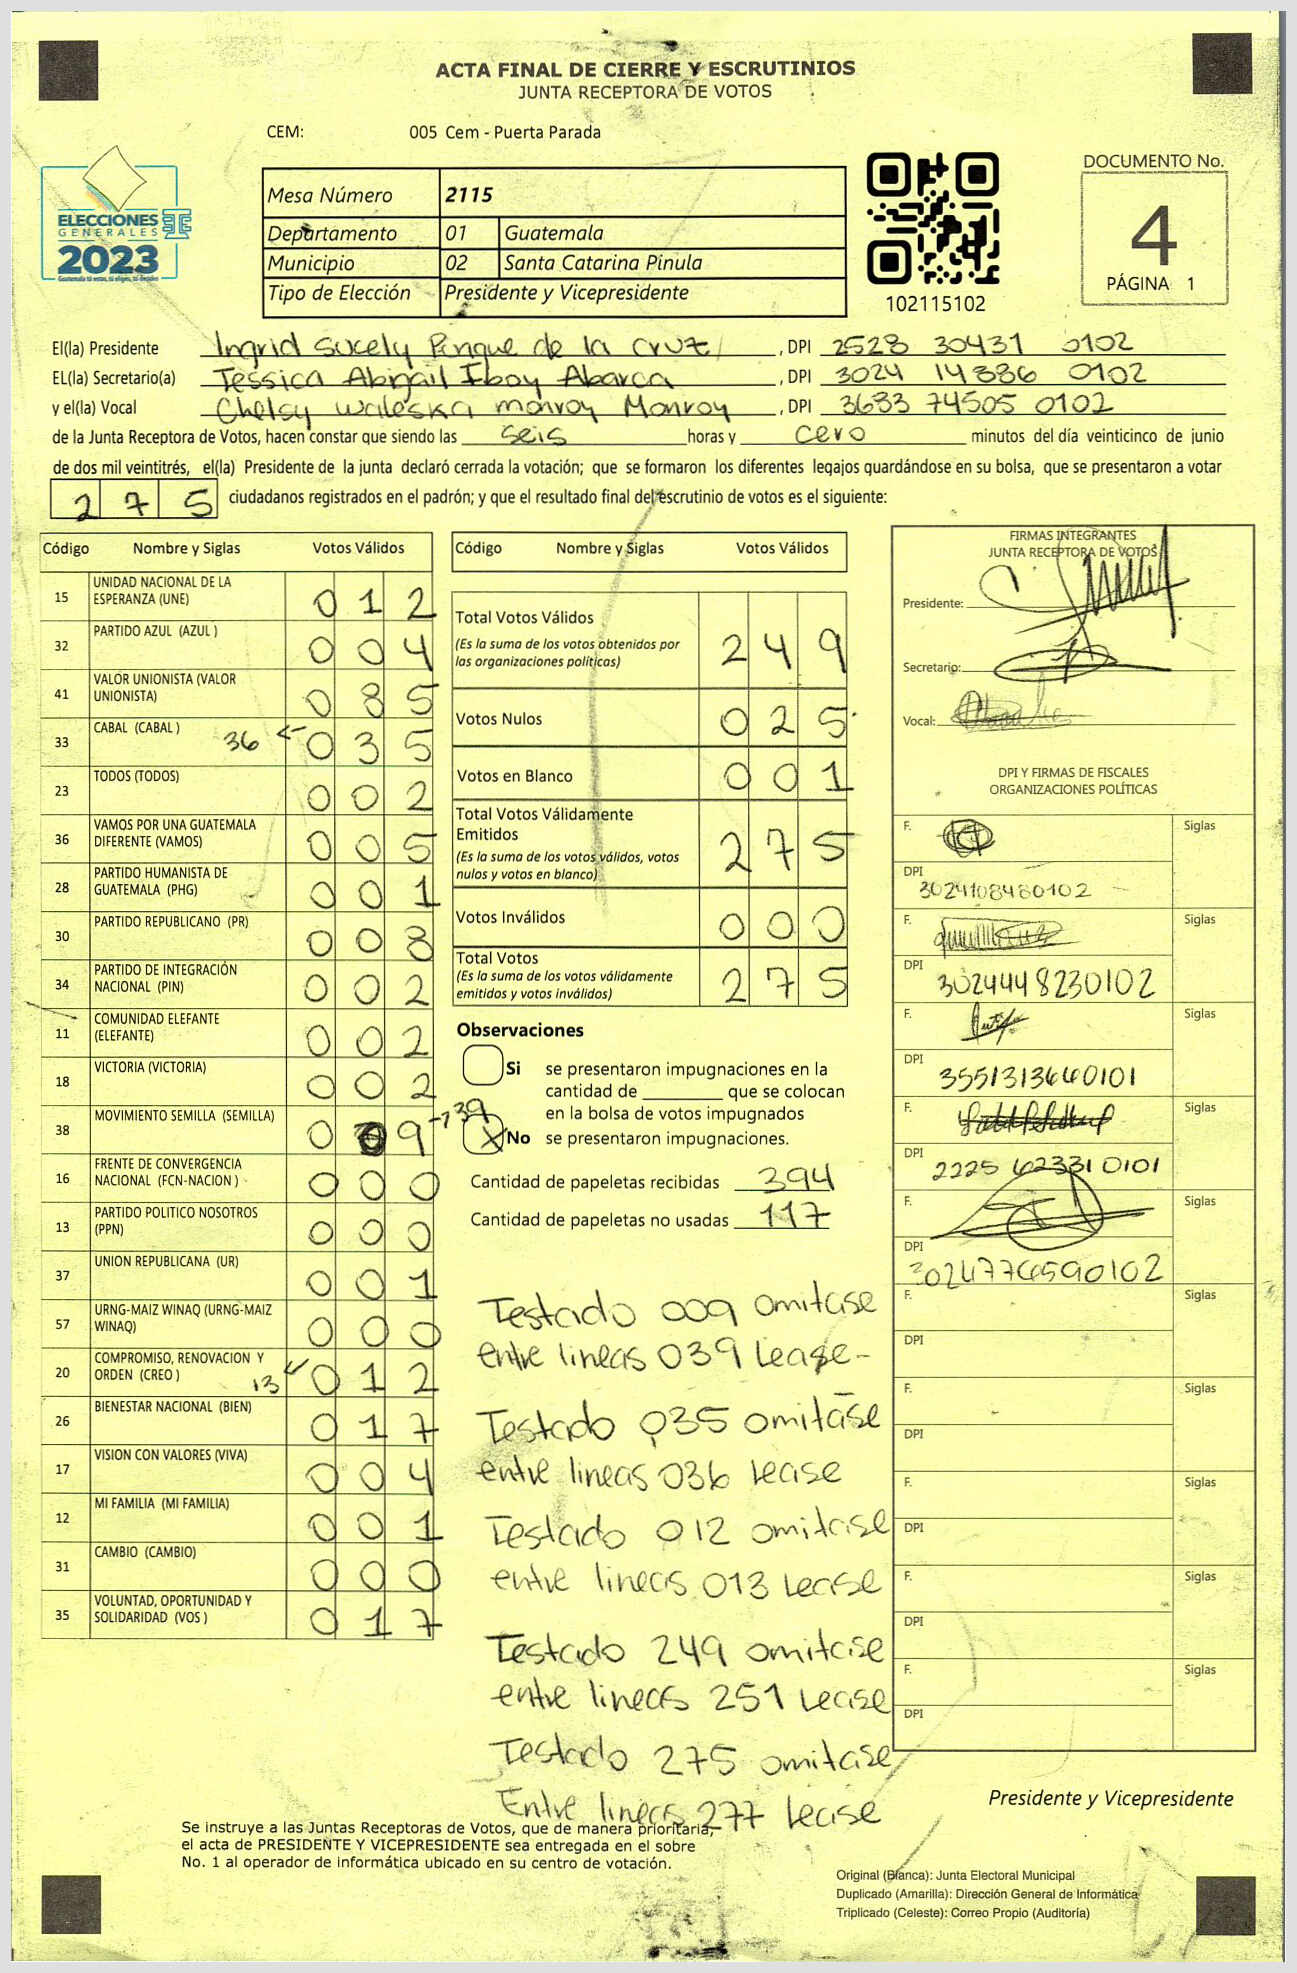 ACTA FINAL DE CIERRE Y ESCRUTINIOS
JUNTA RECEPTORA DE VOTOS
CEM: 005 Cem - Puerta Parada
ELECCIONES
GENERALES
2023
Mesa Número 2115
Departamento 01 Guatemala
Municipio 02 Santa Catarina Pinula
Tipo de Elección Presidente y Vicepresidente
102115102
DOCUMENTO No.
4
PÁGINA 1
El(la) Presidente Ingrid Sucely Pinque de la Cruz, DPI 2528 30431 0102
EL(la) Secretario(a) Jessica Abigail Iboy Abarca, DPI 3024 14886 0102
y el(la) Vocal Chelsy Waleska Monroy Monroy, DPI 3633 74505 0102
de la Junta Receptora de Votos, hacen constar que siendo las seis horas y cero minutos del día veinticinco de junio
de dos mil veintitrés, el(la) Presidente de la junta declaró cerrada la votación; que se formaron los diferentes legajos quardándose en su bolsa, que se presentaron a votar
2 7 5 ciudadanos registrados en el padrón; y que el resultado final del escrutinio de votos es el siguiente:
Código Nombre y Siglas Votos Válidos
15 UNIDAD NACIONAL DE LA
ESPERANZA (UNE) 0 1 2
32 PARTIDO AZUL (AZUL ) 0 0 4
41 VALOR UNIONISTA (VALOR
UNIONISTA) 0 8 5
33 CABAL (CABAL ) 36 ← 0 3 5
23 TODOS (TODOS) 0 0 2
36 VAMOS POR UNA GUATEMALA
DIFERENTE (VAMOS) 0 0 5
28 PARTIDO HUMANISTA DE
GUATEMALA (PHG) 0 0 1
30 PARTIDO REPUBLICANO (PR) 0 0 8
34 PARTIDO DE INTEGRACIÓN
NACIONAL (PIN) 0 0 2
11 COMUNIDAD ELEFANTE
(ELEFANTE) 0 0 2
18 VICTORIA (VICTORIA) 0 0 2
38 MOVIMIENTO SEMILLA (SEMILLA) 0 0 9 → 39
16 FRENTE DE CONVERGENCIA
NACIONAL (FCN-NACION ) 0 0 0
13 PARTIDO POLITICO NOSOTROS
(PPN) 0 0 0
37 UNION REPUBLICANA (UR) 0 0 1
57 URNG-MAIZ WINAQ (URNG-MAIZ
WINAQ) 0 0 0
20 COMPROMISO, RENOVACION Y
ORDEN (CREO ) 13 ← 0 1 2
26 BIENESTAR NACIONAL (BIEN) 0 1 7
17 VISION CON VALORES (VIVA) 0 0 4
12 MI FAMILIA (MI FAMILIA) 0 0 1
31 CAMBIO (CAMBIO) 0 0 0
35 VOLUNTAD, OPORTUNIDAD Y
SOLIDARIDAD (VOS ) 0 1 7
Código Nombre y Siglas Votos Válidos
Total Votos Válidos
(Es la suma de los votos obtenidos por
las organizaciones políticas) 2 4 9
Votos Nulos 0 2 5
Votos en Blanco 0 0 1
Total Votos Válidamente
Emitidos
(Es la suma de los votos válidos, votos
nulos y votos en blanco) 2 7 5
Votos Inválidos 0 0 0
Total Votos
(Es la suma de los votos válidamente
emitidos y votos inválidos) 2 7 5
Observaciones
Si se presentaron impugnaciones en la
cantidad de ________ que se colocan
en la bolsa de votos impugnados
X No se presentaron impugnaciones.
Cantidad de papeletas recibidas 394
Cantidad de papeletas no usadas 117
Testado 009 omitase
entre lineas 039 Lease-
Testado 035 omitase
entre lineas 036 Lease
Testado 012 omitase
entre lineas 013 Lease
Testado 249 omitase
entre lineas 251 Lease
Testado 275 omitase
Entre lineas 277 Lease
FIRMAS INTEGRANTES
JUNTA RECEPTORA DE VOTOS
Presidente:
Secretario:
Vocal:
DPI Y FIRMAS DE FISCALES
ORGANIZACIONES POLÍTICAS
F. Siglas
DPI
3024108480102
F. Siglas
DPI
3024448230102
F. Siglas
DPI
3551313640101
F. Siglas
DPI
2225 62331 0101
F. Siglas
DPI
3024776590102
F. Siglas
DPI
F. Siglas
DPI
F. Siglas
DPI
F. Siglas
DPI
F. Siglas
DPI
Presidente y Vicepresidente
Se instruye a las Juntas Receptoras de Votos, que de manera prioritaria,
el acta de PRESIDENTE Y VICEPRESIDENTE sea entregada en el sobre
No. 1 al operador de informática ubicado en su centro de votación.
Original (Blanca): Junta Electoral Municipal
Duplicado (Amarilla): Dirección General de Informática
Triplicado (Celeste): Correo Propio (Auditoría)